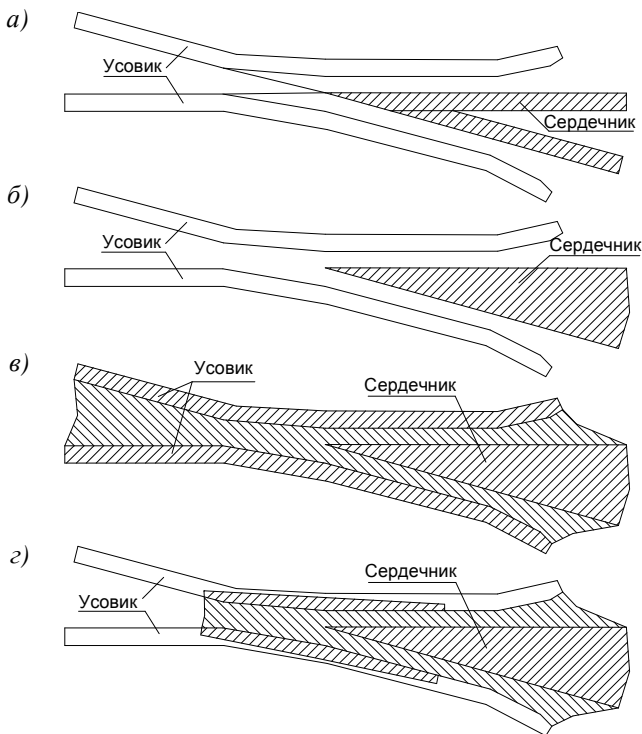 а)
Усовик
Сердечник
б)
Усовик
Сердечник
в)
Усовик
Сердечник
г)
Усовик
Сердечник